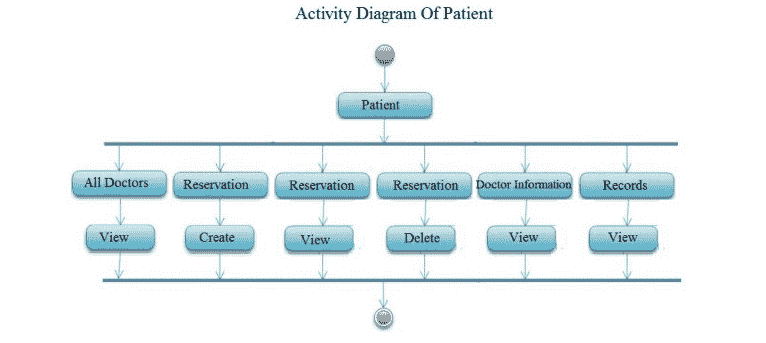 Activity Diagram Of Patient
Patient
All Doctors
Reservation
Reservation
Reservation
Doctor Information
Records
View
Create
View
Delete
View
View